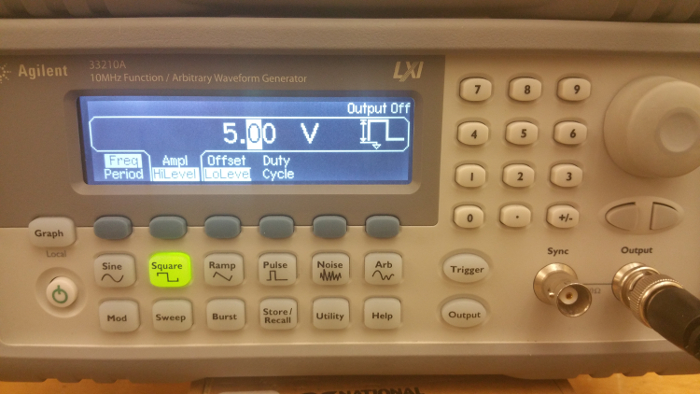 Agilent
33210A
10MHz Function / Arbitrary Waveform Generator
LXI
Output Off
5.00 V
Freq Ampl Offset Duty
Period HiLevel LoLevel Cycle
7 8 9
4 5 6
1 2 3
0 . +/-
Graph
Local
Sine Square Ramp Pulse Noise Arb
Trigger
Mod Sweep Burst Store/ Recall Utility Help
Output
Sync Output
NATIONAL